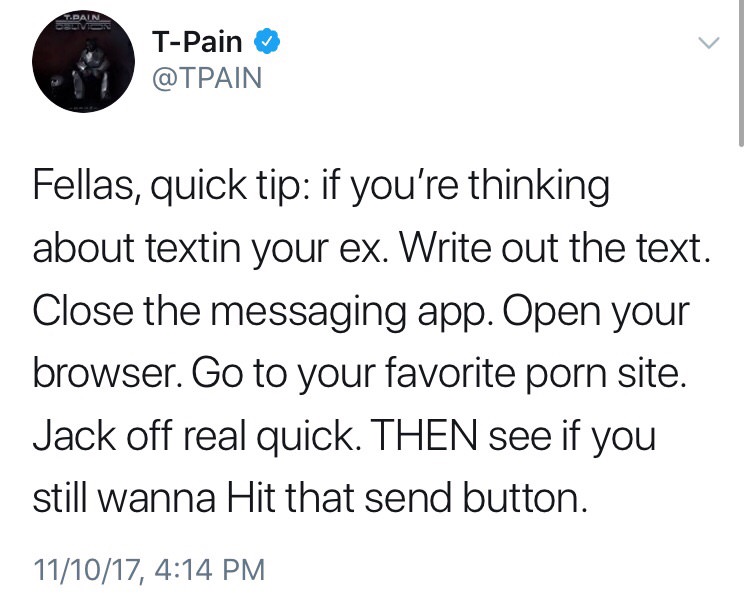 T-PAIN
OBLIVION
T-Pain
@TPAIN
Fellas, quick tip: if you're thinking
about textin your ex. Write out the text.
Close the messaging app. Open your
browser. Go to your favorite porn site.
Jack off real quick. THEN see if you
still wanna Hit that send button.
11/10/17, 4:14 PM